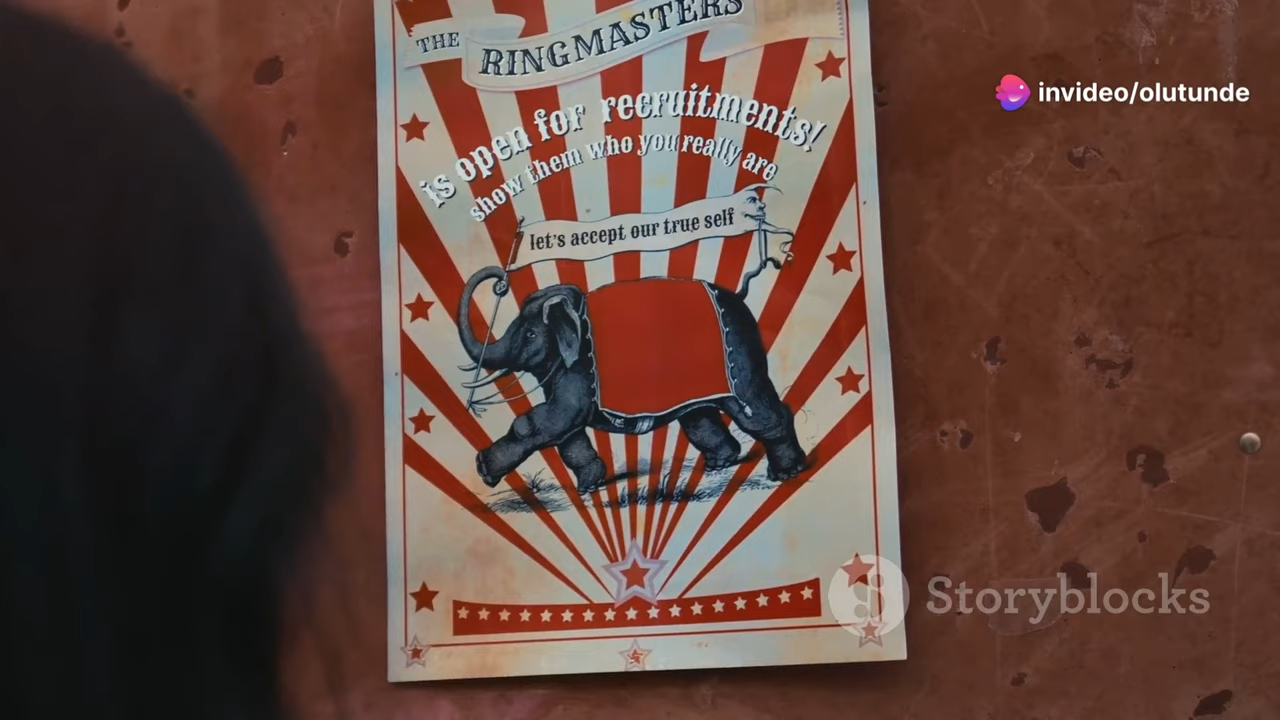 THE RINGMASTERS
invideo/olutunde
is open for recruitments!
show them who you really are
let's accept our true self
Storyblocks